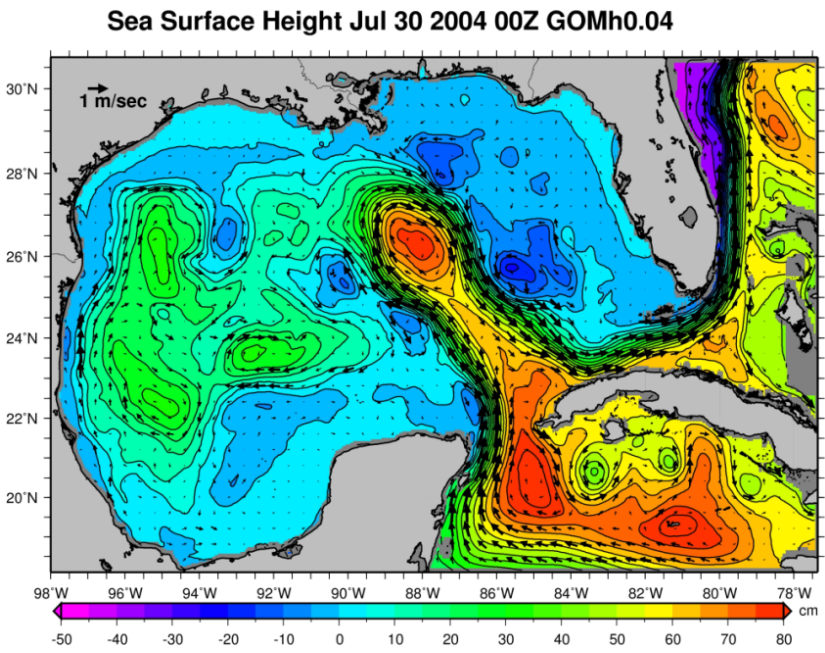 Sea Surface Height Jul 30 2004 00Z GOMh0.04
30°N
1 m/sec
28°N
26°N
24°N
22°N
20°N
98°W 96°W 94°W 92°W 90°W 88°W 86°W 84°W 82°W 80°W 78°W
cm
-50 -40 -30 -20 -10 0 10 20 30 40 50 60 70 80